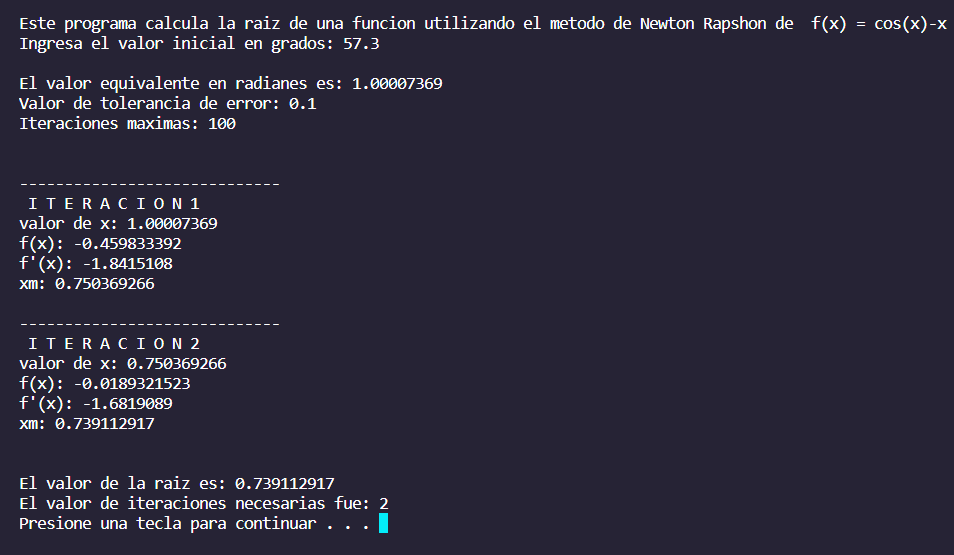 Este programa calcula la raiz de una funcion utilizando el metodo de Newton Rapshon de  f(x) = cos(x)-x
Ingresa el valor inicial en grados: 57.3
El valor equivalente en radianes es: 1.00007369
Valor de tolerancia de error: 0.1
Iteraciones maximas: 100
-----------------------------
I T E R A C I O N 1
valor de x: 1.00007369
f(x): -0.459833392
f'(x): -1.8415108
xm: 0.750369266
-----------------------------
I T E R A C I O N 2
valor de x: 0.750369266
f(x): -0.0189321523
f'(x): -1.6819089
xm: 0.739112917
El valor de la raiz es: 0.739112917
El valor de iteraciones necesarias fue: 2
Presione una tecla para continuar . . .